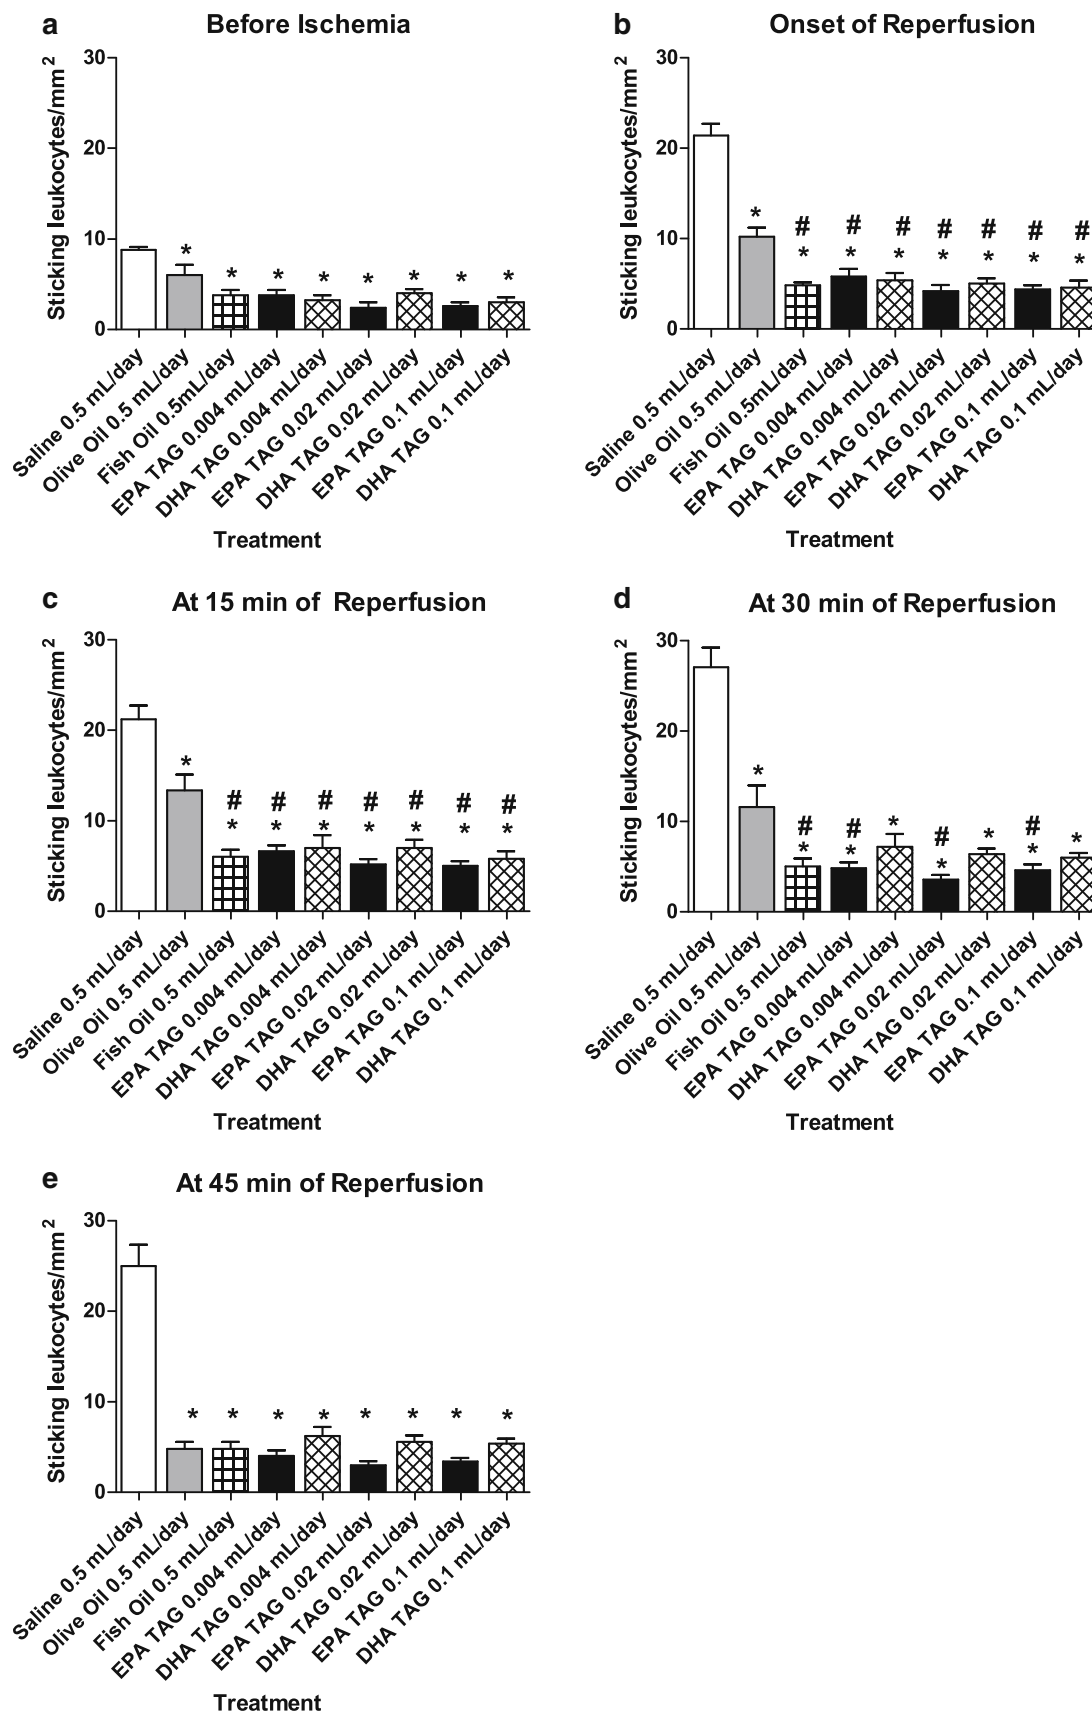 a
Before Ischemia
Sticking leukocytes/mm2
30
20
10
0
*
*
*
*
*
*
*
*
Saline 0.5 mL/day
Olive Oil 0.5 mL/day
Fish Oil 0.5mL/day
EPA TAG 0.004 mL/day
DHA TAG 0.004 mL/day
EPA TAG 0.02 mL/day
DHA TAG 0.02 mL/day
EPA TAG 0.1 mL/day
DHA TAG 0.1 mL/day
Treatment
b
Onset of Reperfusion
Sticking leukocytes/mm2
30
20
10
0
*
# # # # # # #
* * * * * * *
Saline 0.5 mL/day
Olive Oil 0.5 mL/day
Fish Oil 0.5mL/day
EPA TAG 0.004 mL/day
DHA TAG 0.004 mL/day
EPA TAG 0.02 mL/day
DHA TAG 0.02 mL/day
EPA TAG 0.1 mL/day
DHA TAG 0.1 mL/day
Treatment
c
At 15 min of Reperfusion
Sticking leukocytes/mm2
30
20
10
0
*
# # # # # # #
* * * * * * *
Saline 0.5 mL/day
Olive Oil 0.5 mL/day
Fish Oil 0.5 mL/day
EPA TAG 0.004 mL/day
DHA TAG 0.004 mL/day
EPA TAG 0.02 mL/day
DHA TAG 0.02 mL/day
EPA TAG 0.1 mL/day
DHA TAG 0.1 mL/day
Treatment
d
At 30 min of Reperfusion
Sticking leukocytes/mm2
30
20
10
0
*
# # # #
* * * * * * *
Saline 0.5 mL/day
Olive Oil 0.5 mL/day
Fish Oil 0.5 mL/day
EPA TAG 0.004 mL/day
DHA TAG 0.004 mL/day
EPA TAG 0.02 mL/day
DHA TAG 0.02 mL/day
EPA TAG 0.1 mL/day
DHA TAG 0.1 mL/day
Treatment
e
At 45 min of Reperfusion
Sticking leukocytes/mm2
30
20
10
0
* * * * * * * *
Saline 0.5 mL/day
Olive Oil 0.5 mL/day
Fish Oil 0.5 mL/day
EPA TAG 0.004 mL/day
DHA TAG 0.004 mL/day
EPA TAG 0.02 mL/day
DHA TAG 0.02 mL/day
EPA TAG 0.1 mL/day
DHA TAG 0.1 mL/day
Treatment